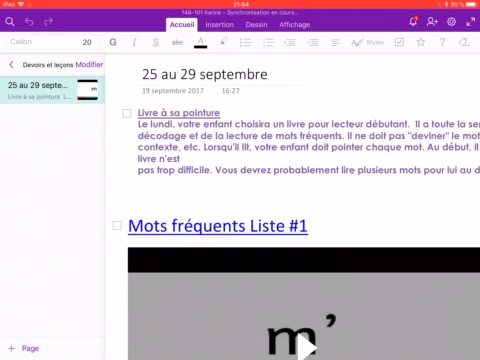 iPad 21:54 93 %
146-101 Karine - Synchronisation en cours...
Accueil Insertion Dessin Affichage
Calibri 20 G I S abc A Styles
Devoirs et leçons Modifier
25 au 29 septe...
Livre à sa pointure L...
25 au 29 septembre
19 septembre 2017 16:27
Livre à sa pointure
Le lundi, votre enfant choisira un livre pour lecteur débutant. Il a toute la se
décodage et de la lecture de mots fréquents. Il ne doit pas "deviner" le mot
contexte, etc. Lorsqu'il lit, votre enfant doit pointer chaque mot. Au début, il
livre n'est
pas trop difficile. Vous devrez probablement lire plusieurs mots pour lui au d
Mots fréquents Liste #1
m'
+ Page